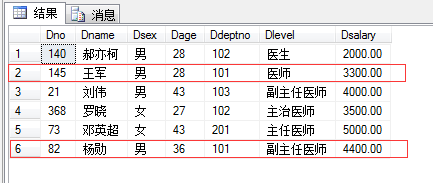 结果 消息
Dno Dname Dsex Dage Ddeptno Dlevel Dsalary
1 140 郝亦柯 男 28 102 医生 2000.00
2 145 王军 男 28 101 医师 3300.00
3 21 刘伟 男 43 103 副主任医师 4000.00
4 368 罗晓 女 27 102 主治医师 3500.00
5 73 邓英超 女 43 201 主任医师 5000.00
6 82 杨勋 男 36 101 副主任医师 4400.00